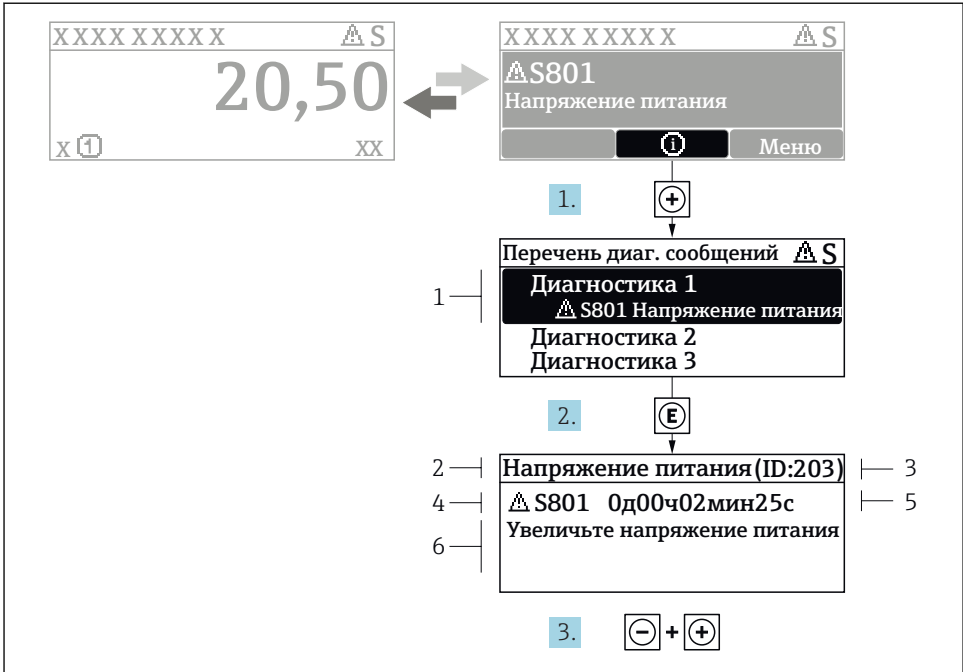 XXXX XXXXX S
20,50
x 1 XX
XXXX XXXXX S
S801
Напряжение питания
i Меню
1. +
Перечень диаг. сообщений S
1
Диагностика 1
S801 Напряжение питания
Диагностика 2
Диагностика 3
2. E
2 Напряжение питания (ID:203) 3
4 S801 0д00ч02мин25с 5
6 Увеличьте напряжение питания
3. - + +